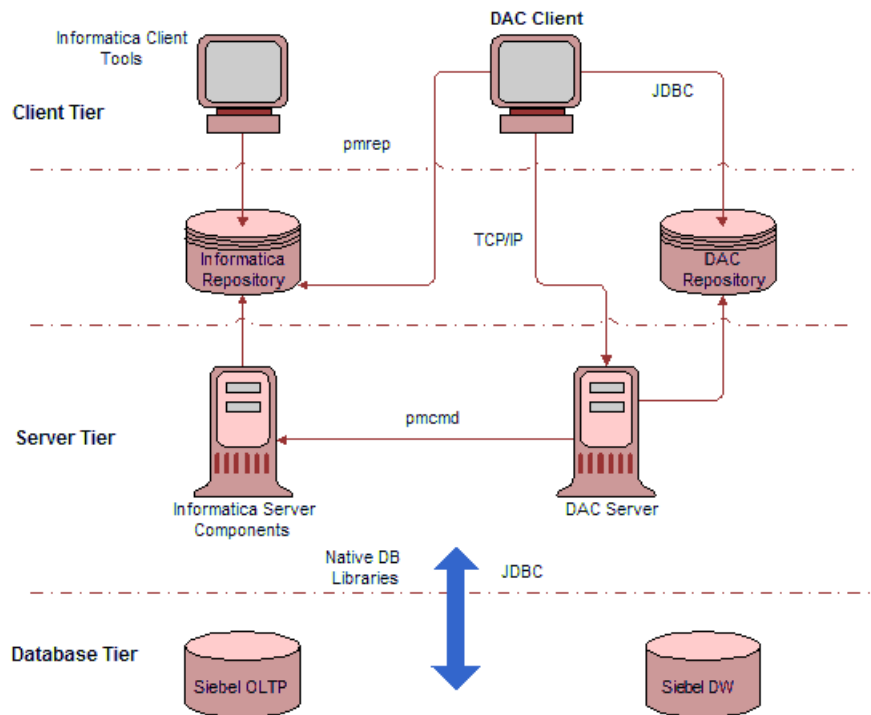 Informatica Client
Tools
DAC Client
JDBC
Client Tier
pmrep
TCP/IP
Informatica
Repository
DAC
Repository
pmcmd
Server Tier
Informatica Server
Components
DAC Server
Native DB
Libraries
JDBC
Database Tier
Siebel OLTP
Siebel DW